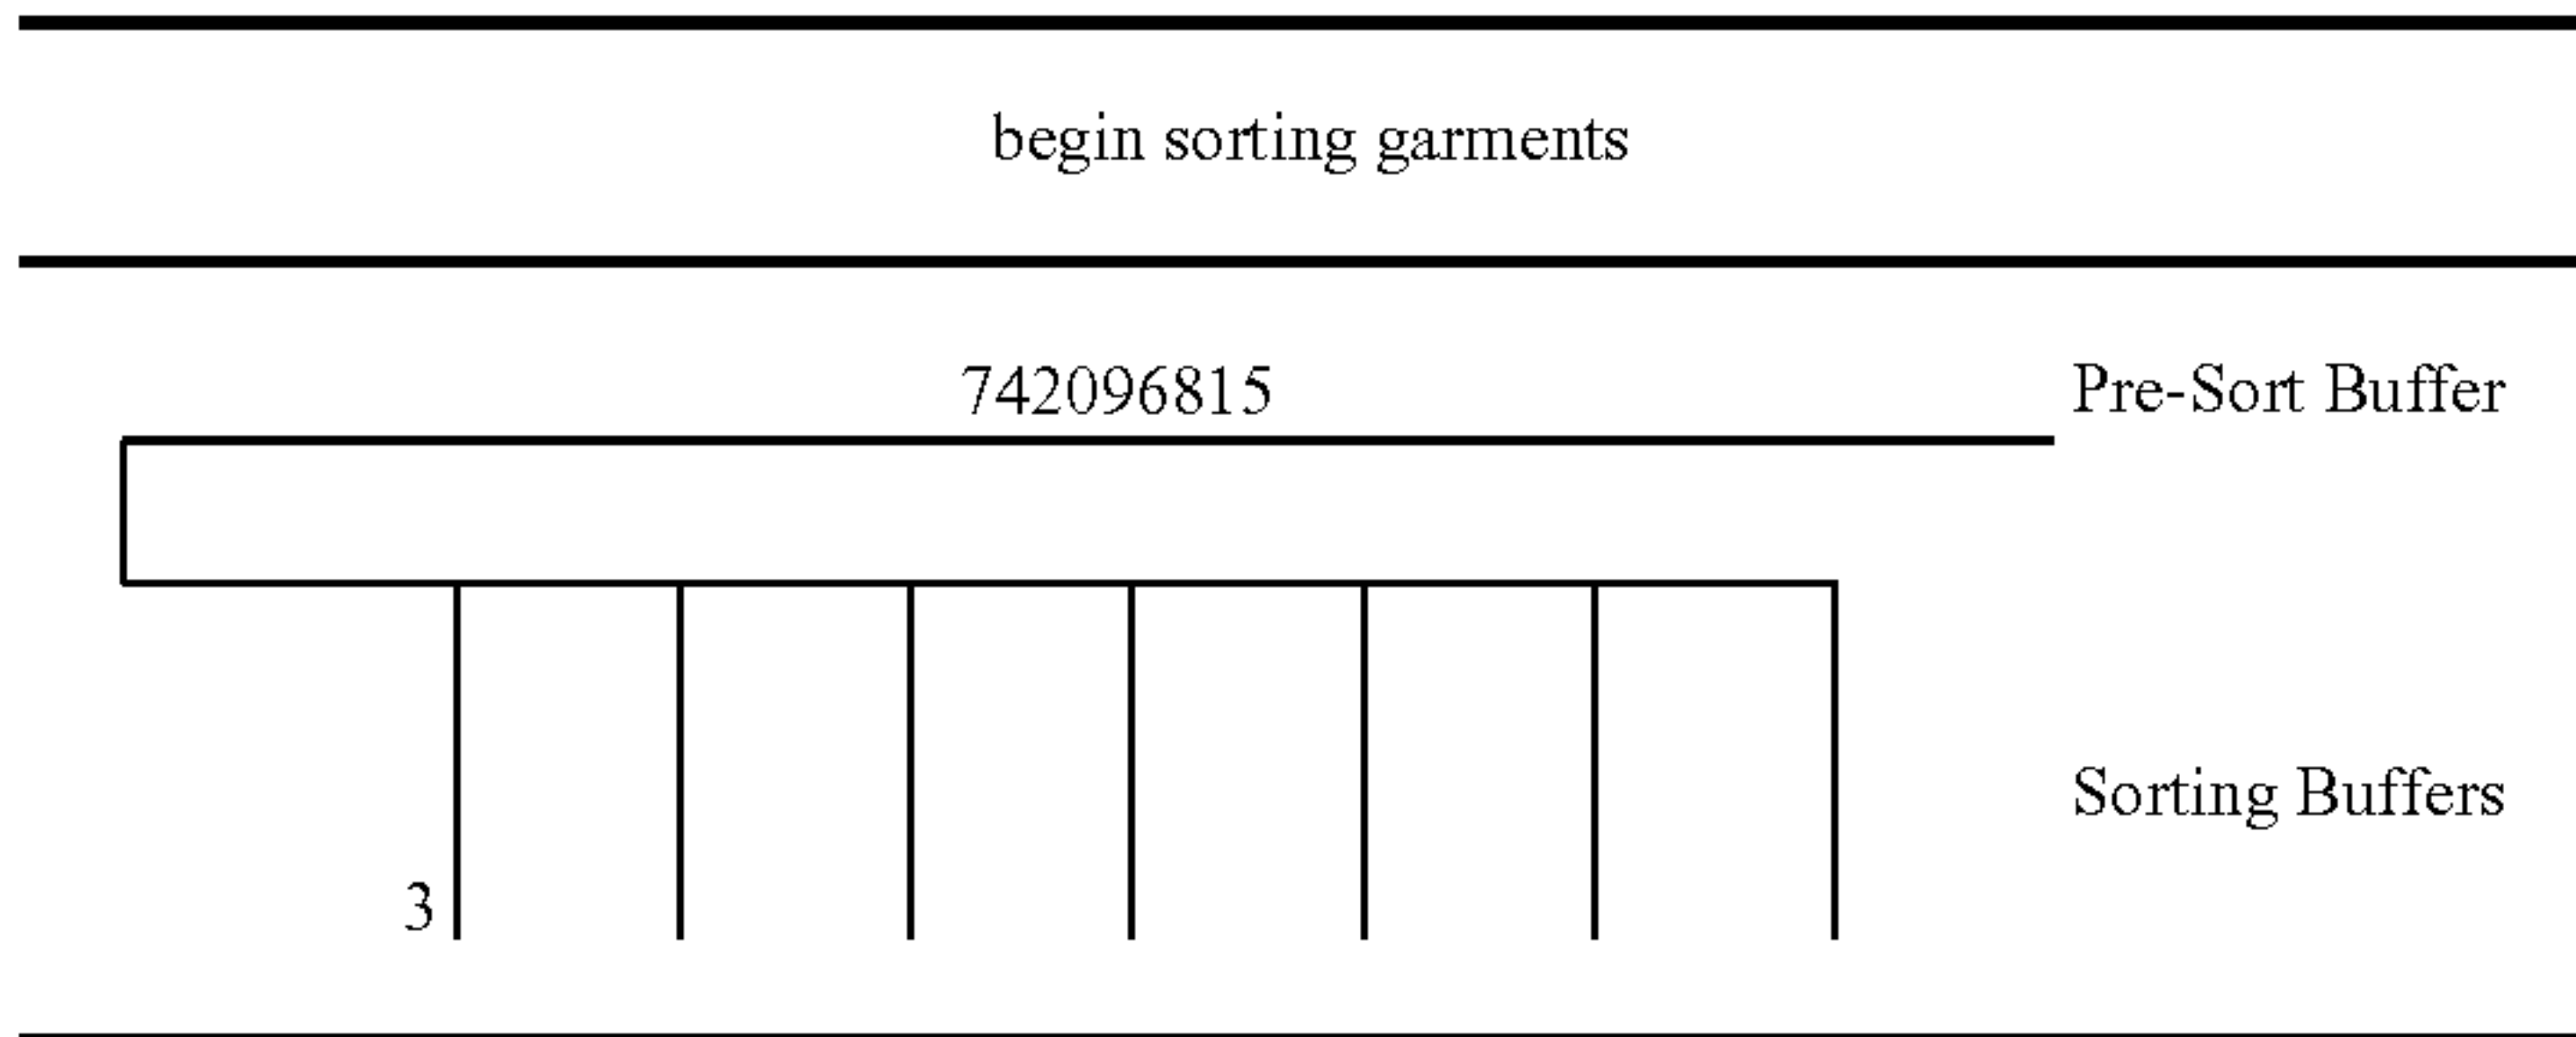 begin sorting garments
742096815
Pre-Sort Buffer
Sorting Buffers
3